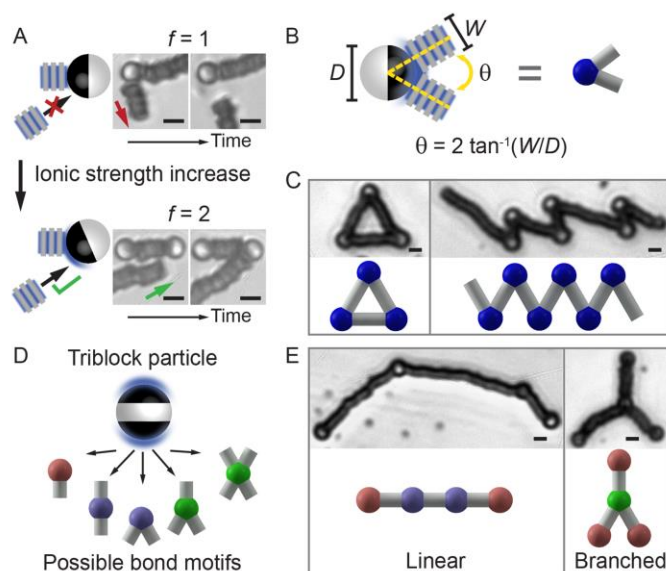 A
f = 1
Time
Ionic strength increase
f = 2
Time
B
D
W
θ
=
θ = 2 tan⁻¹(W/D)
C
D
Triblock particle
Possible bond motifs
E
Linear
Branched